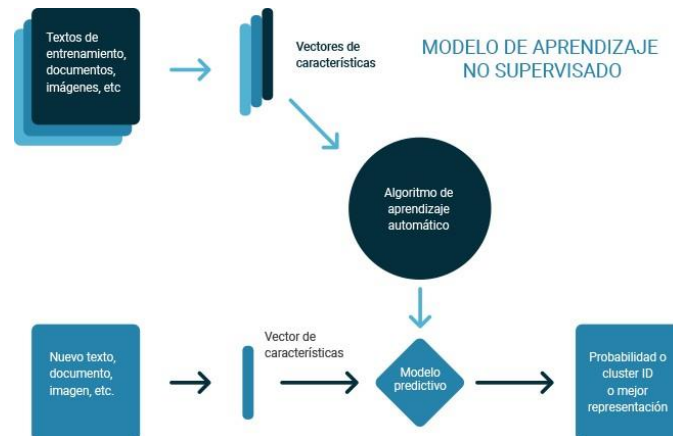 Textos de
entrenamiento,
documentos,
imágenes, etc
Vectores de
características
MODELO DE APRENDIZAJE
NO SUPERVISADO
Algoritmo de
aprendizaje
automático
Nuevo texto,
documento,
imagen, etc.
Vector de
características
Modelo
predictivo
Probabilidad o
cluster ID
o mejor
representación